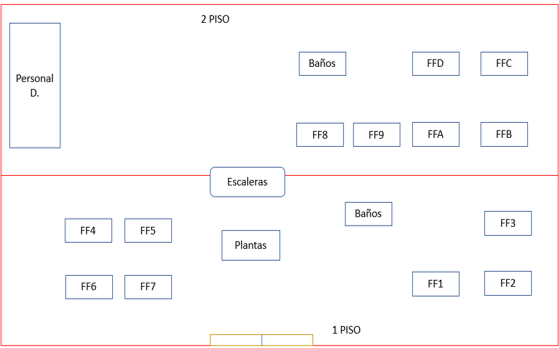 2 PISO
Personal
D.
Baños
FFD
FFC
FF8
FF9
FFA
FFB
Escaleras
Baños
FF3
FF4
FF5
Plantas
FF6
FF7
FF1
FF2
1 PISO